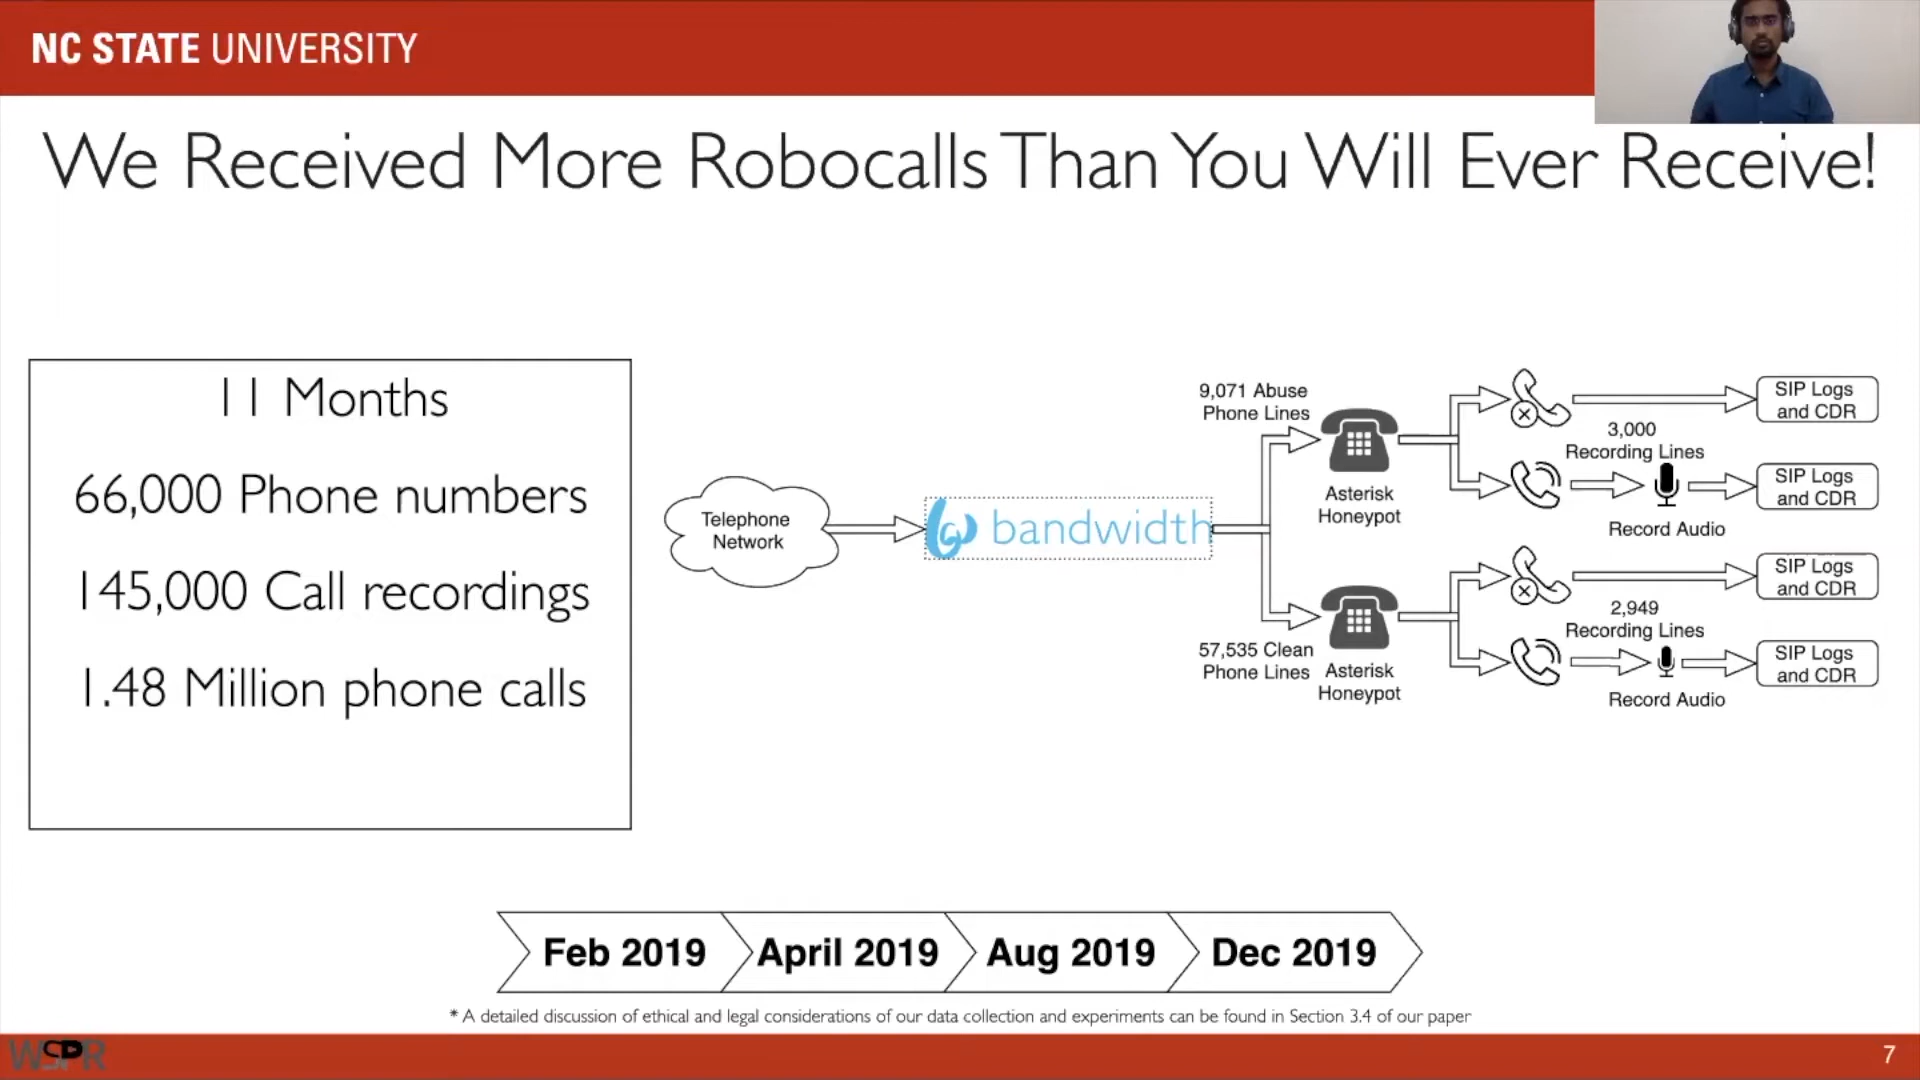 NC STATE UNIVERSITY
We Received More Robocalls Than You Will Ever Receive!
11 Months
66,000 Phone numbers
145,000 Call recordings
1.48 Million phone calls
Telephone
Network
bandwidth
9,071 Abuse
Phone Lines
Asterisk
Honeypot
SIP Logs
and CDR
3,000
Recording Lines
Record Audio
SIP Logs
and CDR
57,535 Clean
Phone Lines
Asterisk
Honeypot
SIP Logs
and CDR
2,949
Recording Lines
Record Audio
SIP Logs
and CDR
Feb 2019
April 2019
Aug 2019
Dec 2019
* A detailed discussion of ethical and legal considerations of our data collection and experiments can be found in Section 3.4 of our paper
WSPR
7